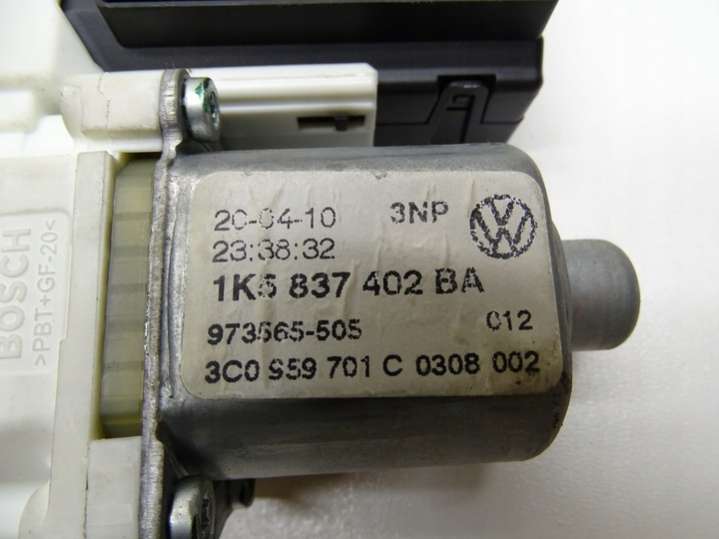 20-04-10 3NP
23:38:32
1K5 837 402 BA
973565-505 012
3C0 959 701 C 0308 002
BOSCH
>PBT+GF-20<